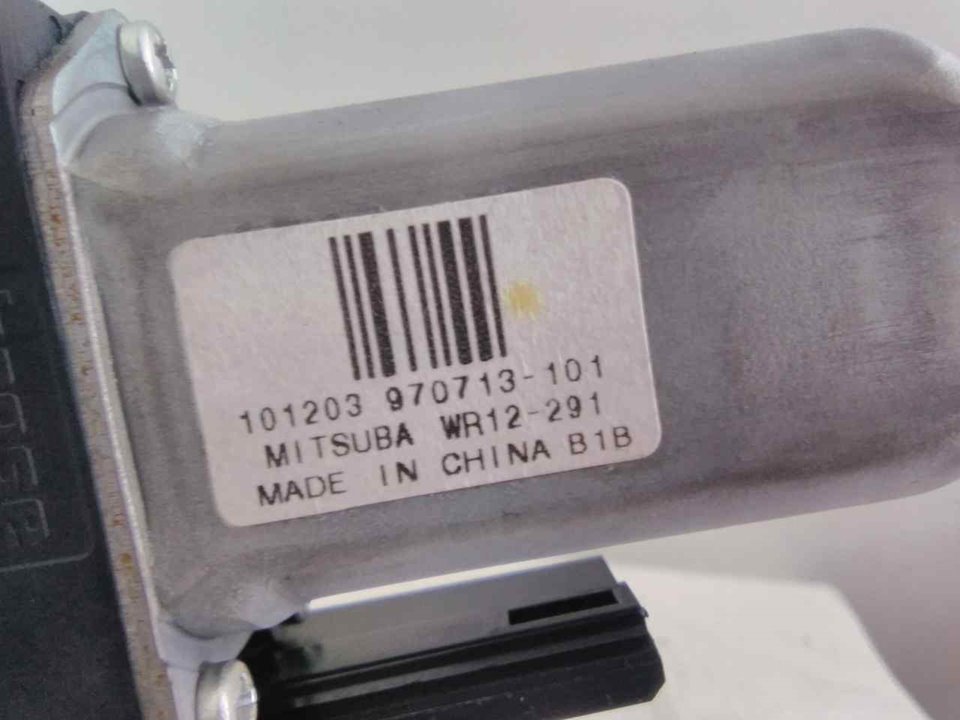 101203 970713-101
MITSUBA WR12-291
MADE IN CHINA B1B